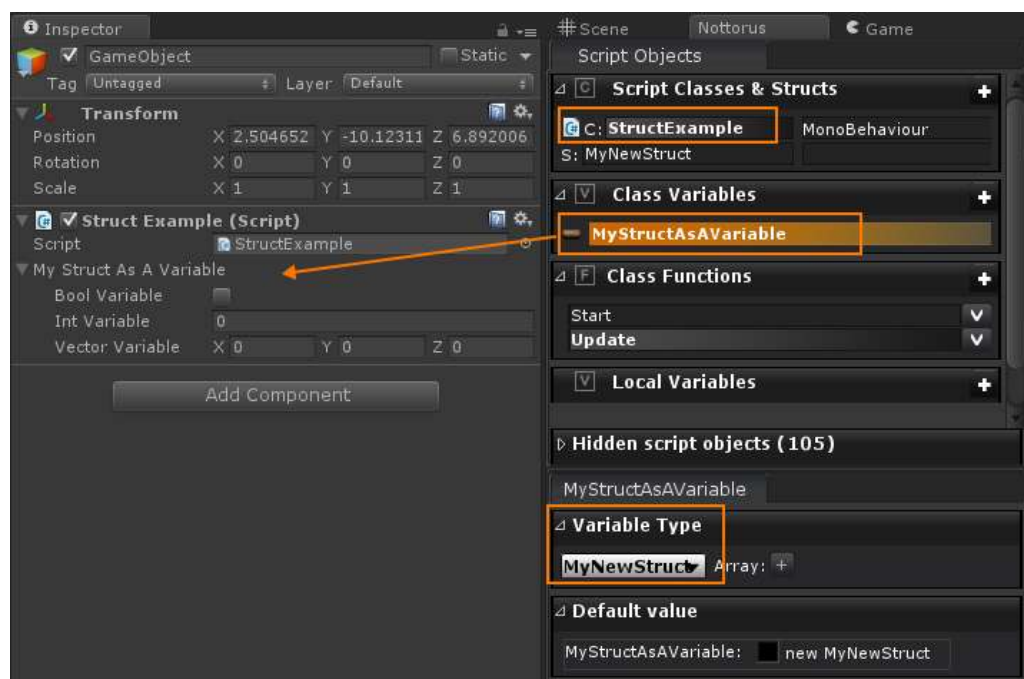 Inspector
GameObject Static
Tag Untagged Layer Default
Transform
Position X 2.504652 Y -10.12311 Z 6.892006
Rotation X 0 Y 0 Z 0
Scale X 1 Y 1 Z 1
Struct Example (Script)
Script StructExample
My Struct As A Variable
Bool Variable
Int Variable 0
Vector Variable X 0 Y 0 Z 0
Add Component
Scene Nottorus Game
Script Objects
C Script Classes & Structs +
C: StructExample MonoBehaviour
S: MyNewStruct
V Class Variables +
MyStructAsAVariable
F Class Functions +
Start V
Update V
V Local Variables +
Hidden script objects (105)
MyStructAsAVariable
Variable Type
MyNewStruct Array: +
Default value
MyStructAsAVariable: new MyNewStruct